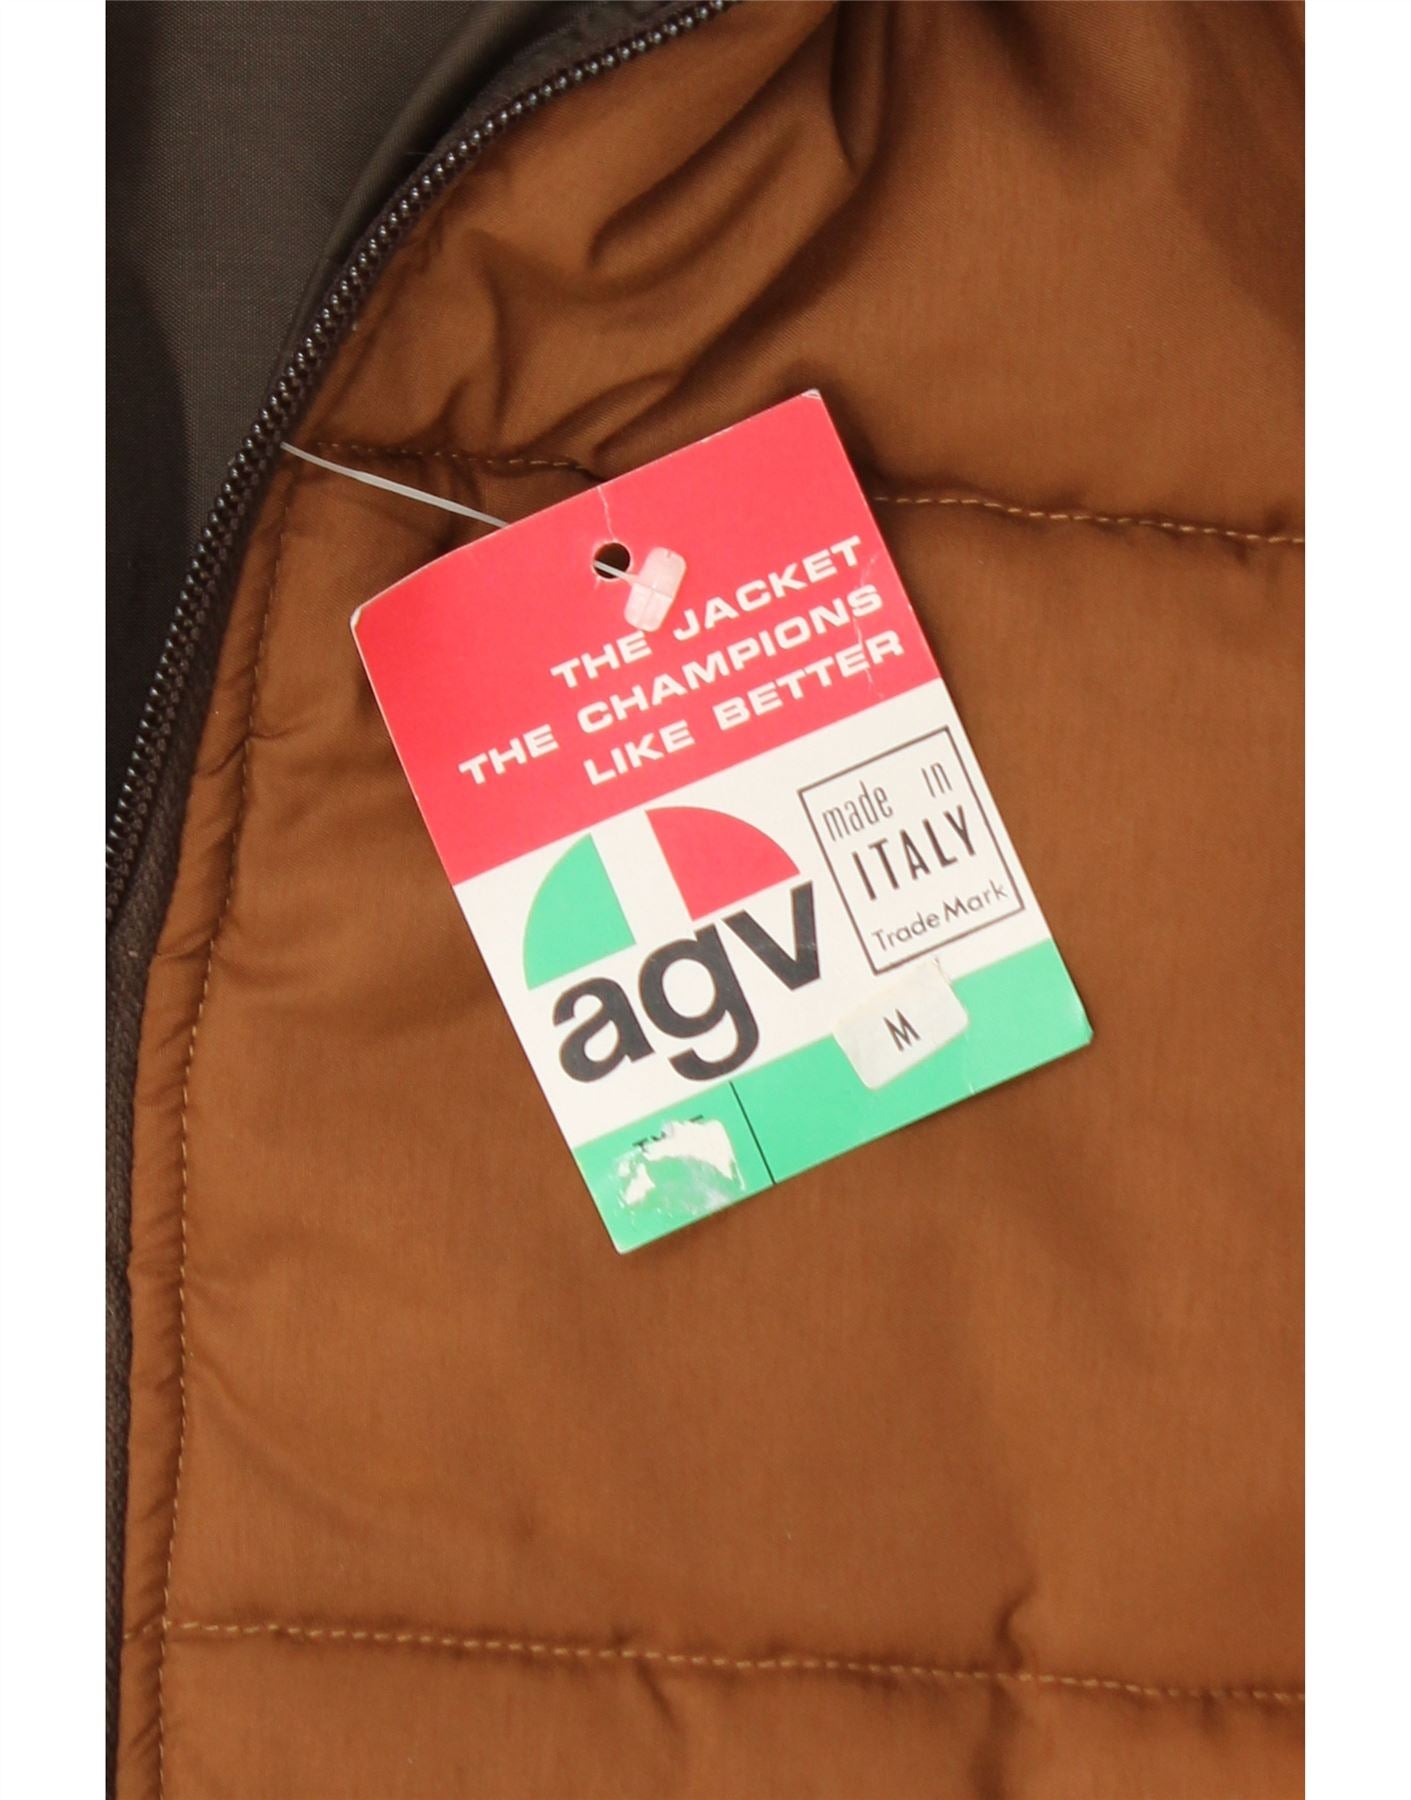 THE JACKET
THE CHAMPIONS
LIKE BETTER
made in
ITALY
Trade Mark
agv
M